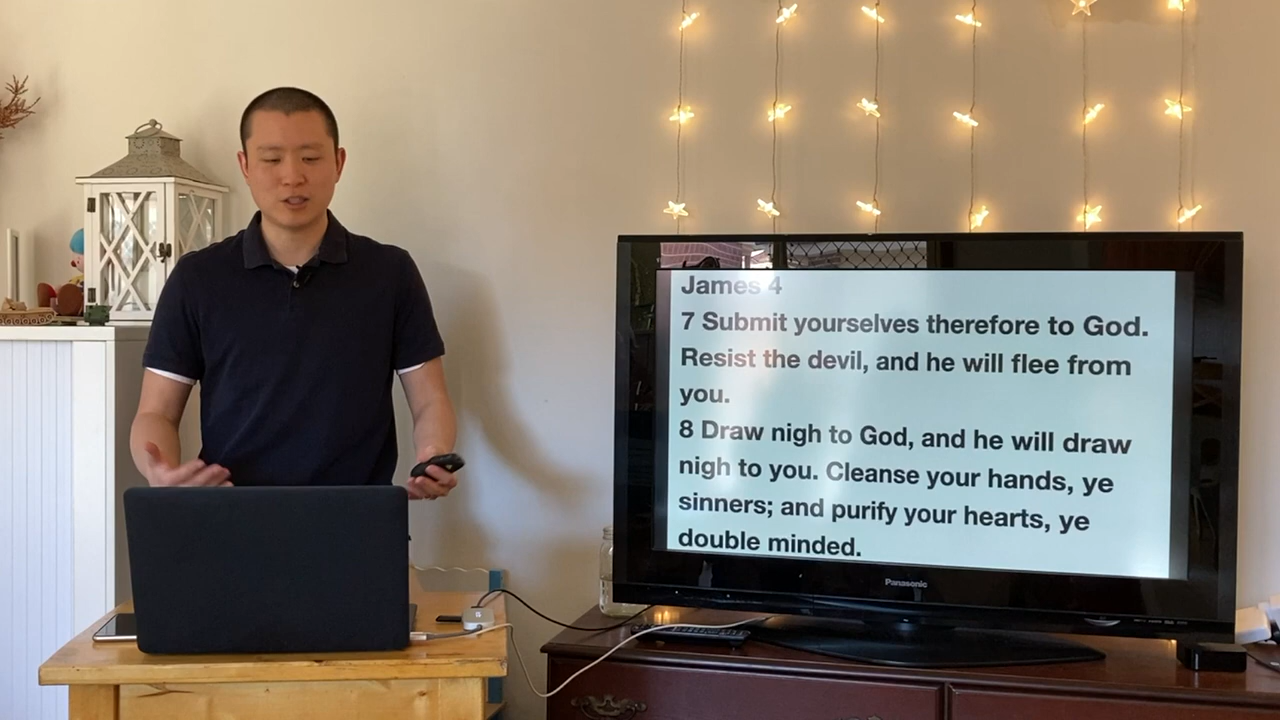 James 4
7 Submit yourselves therefore to God.
Resist the devil, and he will flee from
you.
8 Draw nigh to God, and he will draw
nigh to you. Cleanse your hands, ye
sinners; and purify your hearts, ye
double minded.
Panasonic